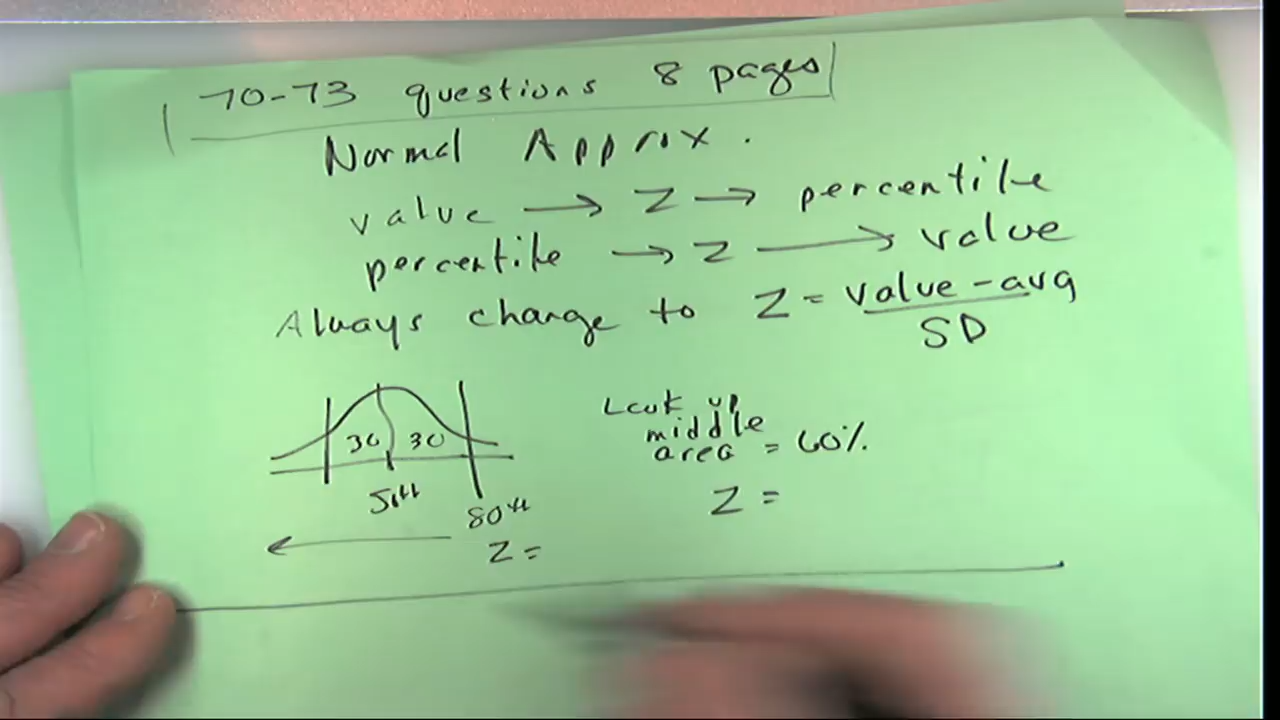 70-73 questions 8 pages
Normal Approx.
value → Z → percentile
percentile → Z → value
Always change to Z = value - avg
SD
30 30
50th
80th
Z =
Look up
middle
area = 60%
Z =